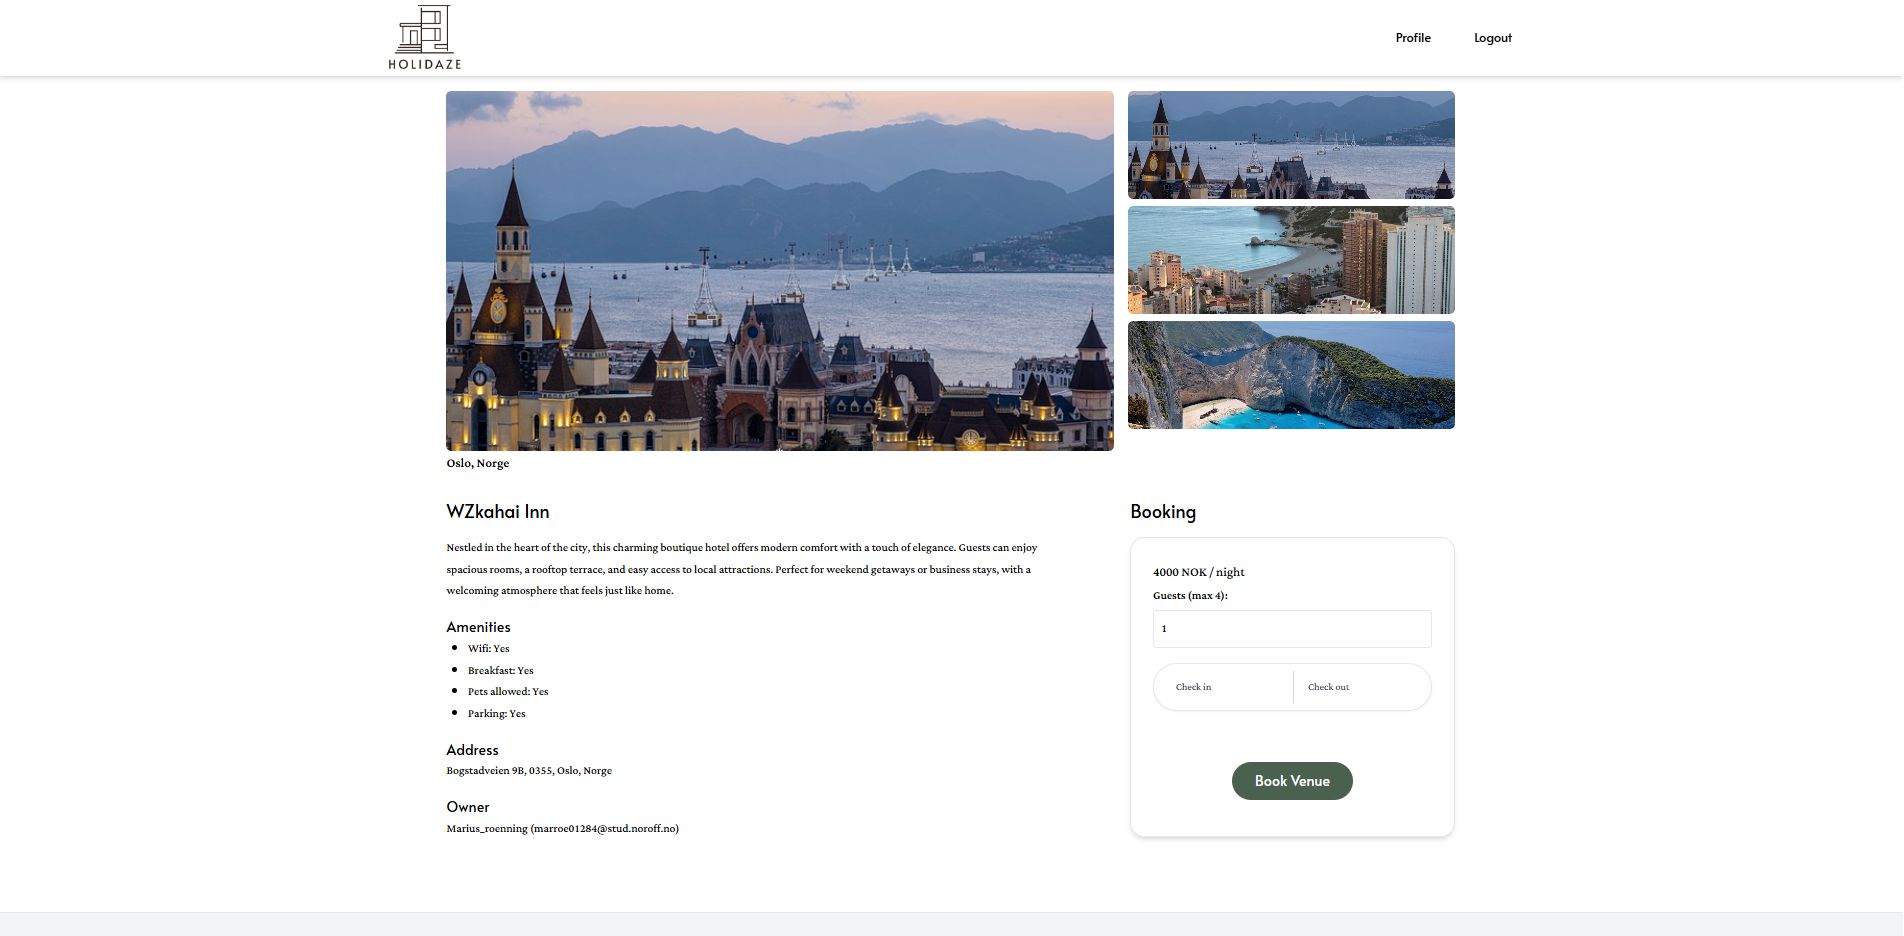 HOLIDAZE
Profile
Logout
Oslo, Norge
WZkahai Inn
Nestled in the heart of the city, this charming boutique hotel offers modern comfort with a touch of elegance. Guests can enjoy
spacious rooms, a rooftop terrace, and easy access to local attractions. Perfect for weekend getaways or business stays, with a
welcoming atmosphere that feels just like home.
Amenities
Wifi: Yes
Breakfast: Yes
Pets allowed: Yes
Parking: Yes
Address
Bogstadveien 9B, 0355, Oslo, Norge
Owner
Marius_roenning (marroe01284@stud.noroff.no)
Booking
4000 NOK / night
Guests (max 4):
1
Check in
Check out
Book Venue